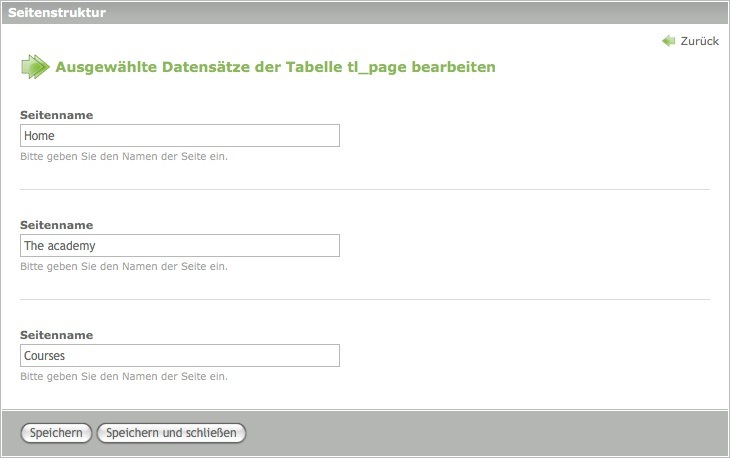 Seitenstruktur
Zurück
Ausgewählte Datensätze der Tabelle tl_page bearbeiten
Seitenname
Home
Bitte geben Sie den Namen der Seite ein.
Seitenname
The academy
Bitte geben Sie den Namen der Seite ein.
Seitenname
Courses
Bitte geben Sie den Namen der Seite ein.
Speichern Speichern und schließen